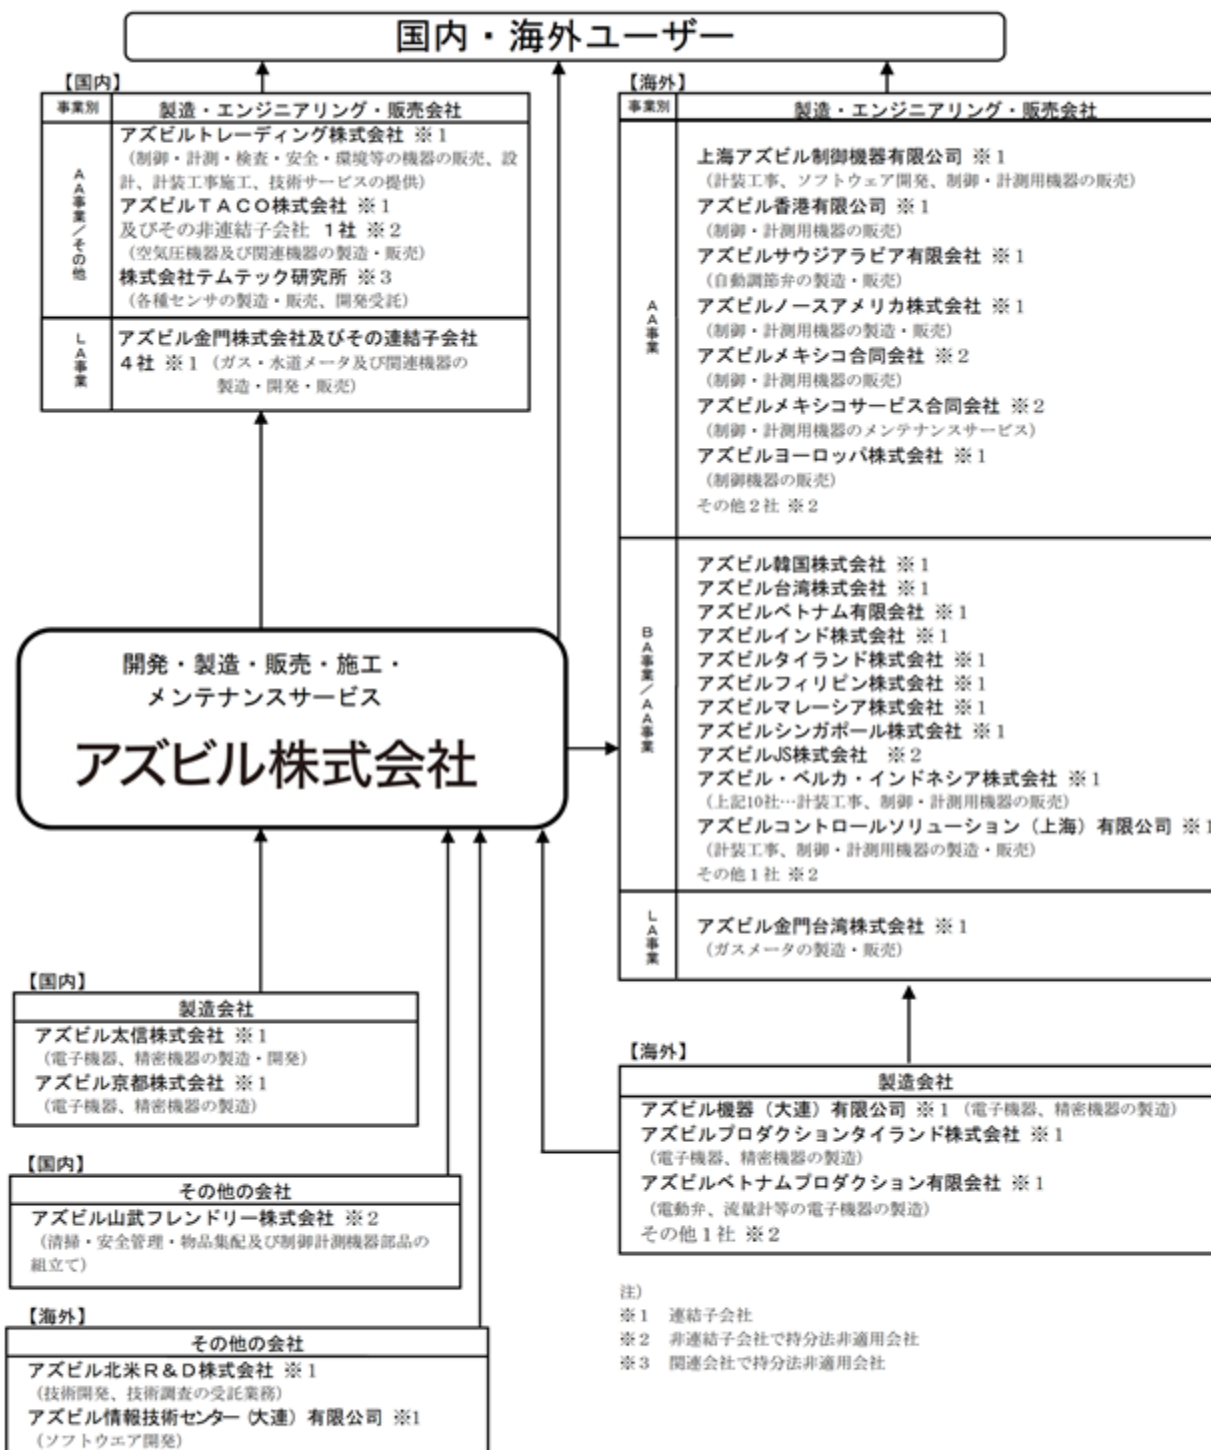 国内・海外ユーザー
【国内】
事業別
製造・エンジニアリング・販売会社
AA事業/その他
アズビルトレーディング株式会社 ※1
(制御・計測・検査・安全・環境等の機器の販売、設
計、計装工事施工、技術サービスの提供)
アズビルTACO株式会社 ※1
及びその非連結子会社 1社 ※2
(空気圧機器及び関連機器の製造・販売)
株式会社テムテック研究所 ※3
(各種センサの製造・販売、開発受託)
LA事業
アズビル金門株式会社及びその連結子会社
4社 ※1 (ガス・水道メータ及び関連機器の
製造・開発・販売)
【海外】
事業別
製造・エンジニアリング・販売会社
AA事業
上海アズビル制御機器有限公司 ※1
(計装工事、ソフトウェア開発、制御・計測用機器の販売)
アズビル香港有限公司 ※1
(制御・計測用機器の販売)
アズビルサウジアラビア有限会社 ※1
(自動調節弁の製造・販売)
アズビルノースアメリカ株式会社 ※1
(制御・計測用機器の製造・販売)
アズビルメキシコ合同会社 ※2
(制御・計測用機器の販売)
アズビルメキシコサービス合同会社 ※2
(制御・計測用機器のメンテナンスサービス)
アズビルヨーロッパ株式会社 ※1
(制御機器の販売)
その他2社 ※2
BA事業/AA事業
アズビル韓国株式会社 ※1
アズビル台湾株式会社 ※1
アズビルベトナム有限会社 ※1
アズビルインド株式会社 ※1
アズビルタイランド株式会社 ※1
アズビルフィリピン株式会社 ※1
アズビルマレーシア株式会社 ※1
アズビルシンガポール株式会社 ※1
アズビルJS株式会社 ※2
アズビル・ベルカ・インドネシア株式会社 ※1
(上記10社…計装工事、制御・計測用機器の販売)
アズビルコントロールソリューション(上海)有限公司 ※1
(計装工事、制御・計測用機器の製造・販売)
その他1社 ※2
LA事業
アズビル金門台湾株式会社 ※1
(ガスメータの製造・販売)
開発・製造・販売・施工・
メンテナンスサービス
アズビル株式会社
【国内】
製造会社
アズビル太信株式会社 ※1
(電子機器、精密機器の製造・開発)
アズビル京都株式会社 ※1
(電子機器、精密機器の製造)
【国内】
その他の会社
アズビル山武フレンドリー株式会社 ※2
(清掃・安全管理・物品集配及び制御計測機器部品の
組立て)
【海外】
その他の会社
アズビル北米R&D株式会社 ※1
(技術開発、技術調査の受託業務)
アズビル情報技術センター(大連)有限公司 ※1
(ソフトウエア開発)
【海外】
製造会社
アズビル機器(大連)有限公司 ※1 (電子機器、精密機器の製造)
アズビルプロダクションタイランド株式会社 ※1
(電子機器、精密機器の製造)
アズビルベトナムプロダクション有限会社 ※1
(電動弁、流量計等の電子機器の製造)
その他1社 ※2
注)
※1 連結子会社
※2 非連結子会社で持分法非適用会社
※3 関連会社で持分法非適用会社